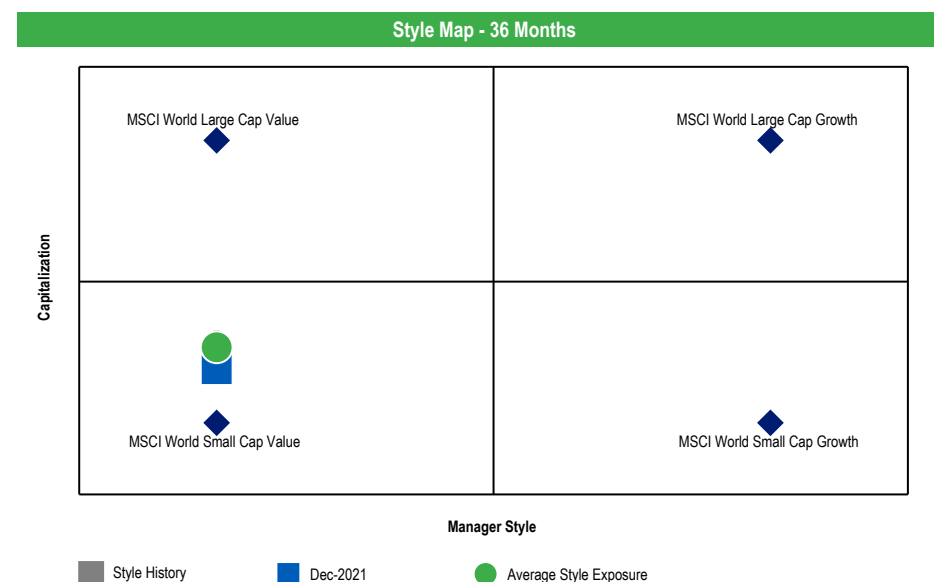 Style Map - 36 Months
MSCI World Large Cap Value
MSCI World Large Cap Growth
Capitalization
MSCI World Small Cap Value
MSCI World Small Cap Growth
Manager Style
Style History
Dec-2021
Average Style Exposure